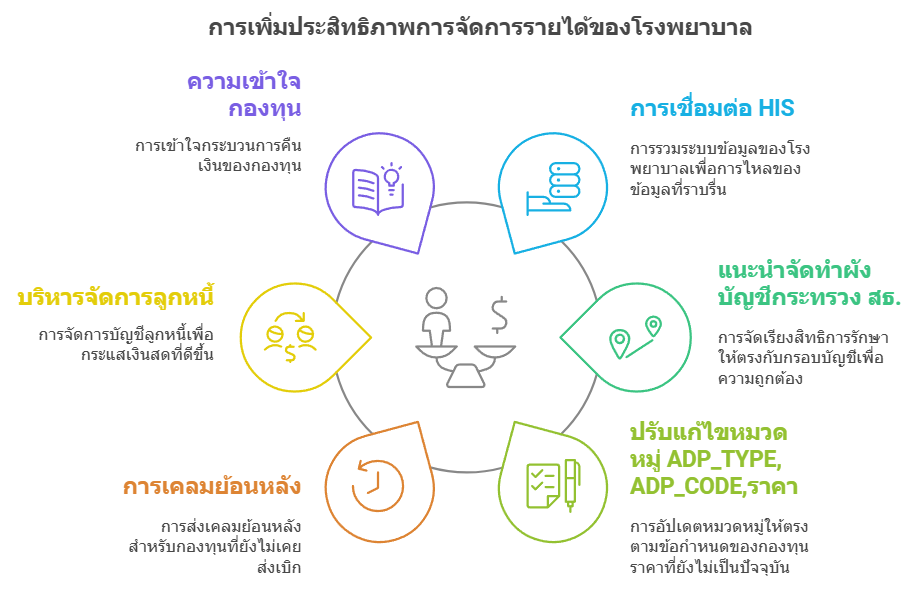 การเพิ่มประสิทธิภาพการจัดการรายได้ของโรงพยาบาล
ความเข้าใจ
กองทุน
การเข้าใจกระบวนการคืน
เงินของกองทุน
การเชื่อมต่อ HIS
การรวมระบบข้อมูลของโรง
พยาบาลเพื่อการไหลของ
ข้อมูลที่ราบรื่น
บริหารจัดการลูกหนี้
การจัดการบัญชีลูกหนี้เพื่อ
กระแสเงินสดที่ดีขึ้น
แนะนำจัดทำผัง
บัญชีกระทรวง สธ.
การจัดเรียงสิทธิการรักษา
ให้ตรงกับกรอบบัญชีเพื่อ
ความถูกต้อง
การเคลมย้อนหลัง
การส่งเคลมย้อนหลัง
สำหรับกองทุนที่ยังไม่เคย
ส่งเบิก
ปรับแก้ไขหมวด
หมู่ ADP_TYPE,
ADP_CODE,ราคา
การอัปเดตหมวดหมู่ให้ตรง
ตามข้อกำหนดของกองทุน
ราคาที่ยังไม่เป็นปัจจุบัน